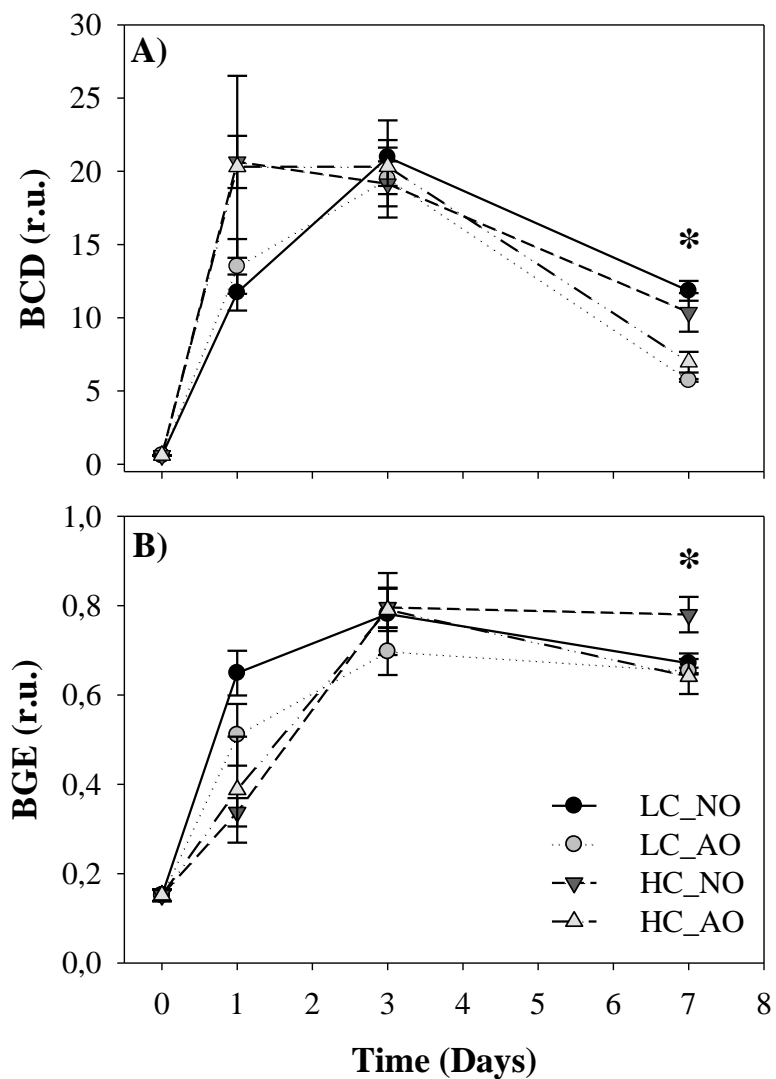 A)
BCD (r.u.)
30
25
20
15
10
5
0
*
B)
BGE (r.u.)
1,0
0,8
0,6
0,4
0,2
0,0
*
LC_NO
LC_AO
HC_NO
HC_AO
0 1 2 3 4 5 6 7 8
Time (Days)